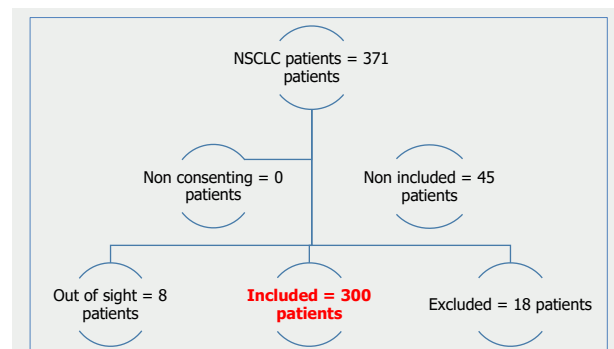 NSCLC patients = 371
patients
Non consenting = 0
patients
Non included = 45
patients
Out of sight = 8
patients
Included = 300
patients
Excluded = 18 patients